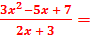 3x² −5x + 7
2x + 3 =